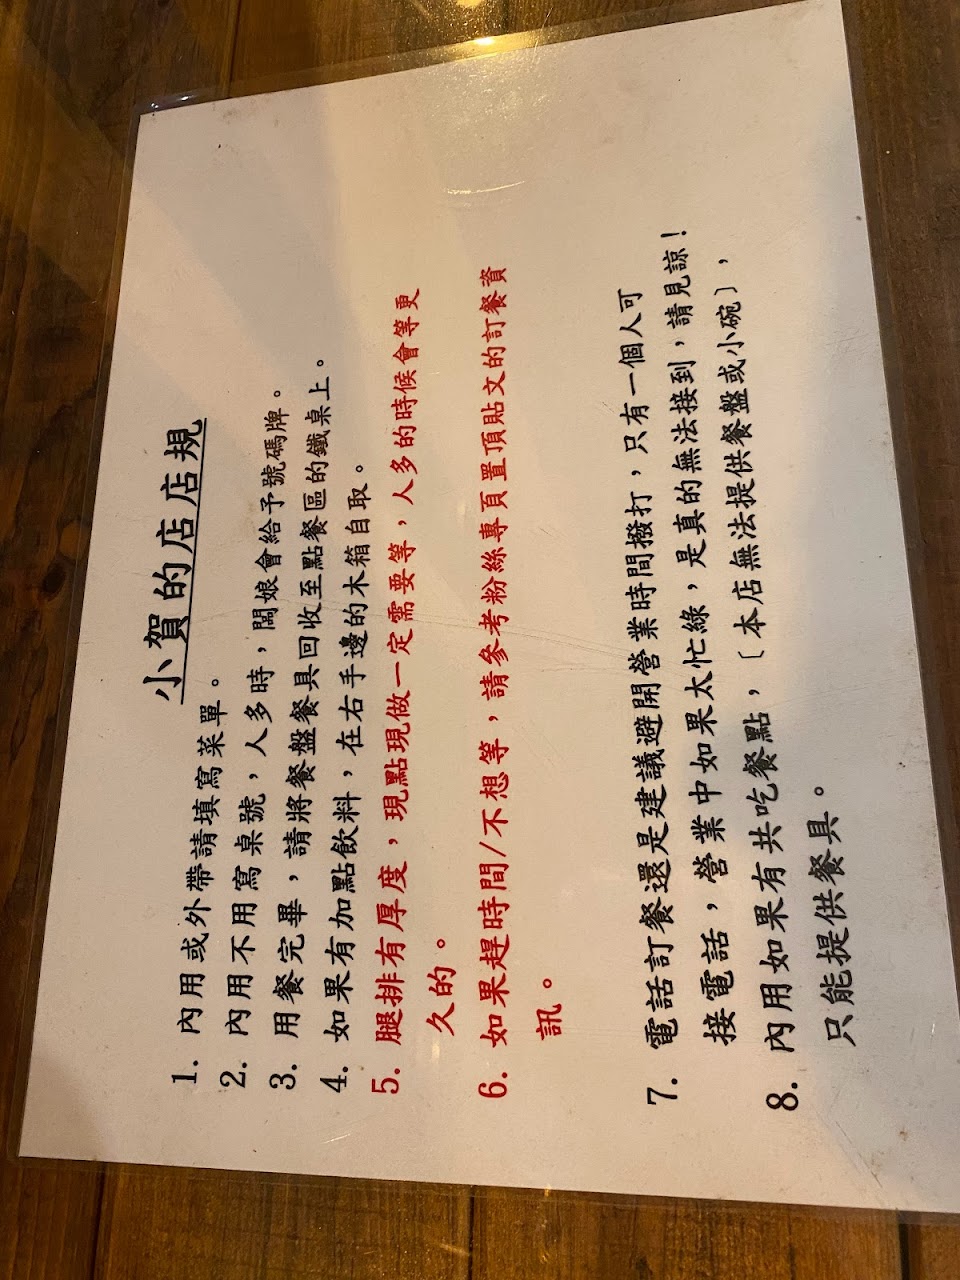 小賀的店店規
1. 內用或外帶請填寫菜單。
2. 內用不用寫桌號，人多時，闆娘會給予號碼牌。
3. 用餐完畢，請將餐盤餐具回收至點餐區的鐵桌上。
4. 如果有加點飲料，在右手邊的木箱自取。
5. 腿排有厚度，現點現做一定需要等，人多的時候會等更
久的。
6. 如果趕時間/不想等，請參考粉絲專頁置頂貼文的訂餐資
訊。
7. 電話訂餐還是建議避開營業時間撥打，只有一個人可
接電話，營業中如果太忙綠，是真的無法接到，請見諒！
8. 內用如果有共吃餐點，〔本店無法提供餐盤或小碗〕，
只能提供餐具。